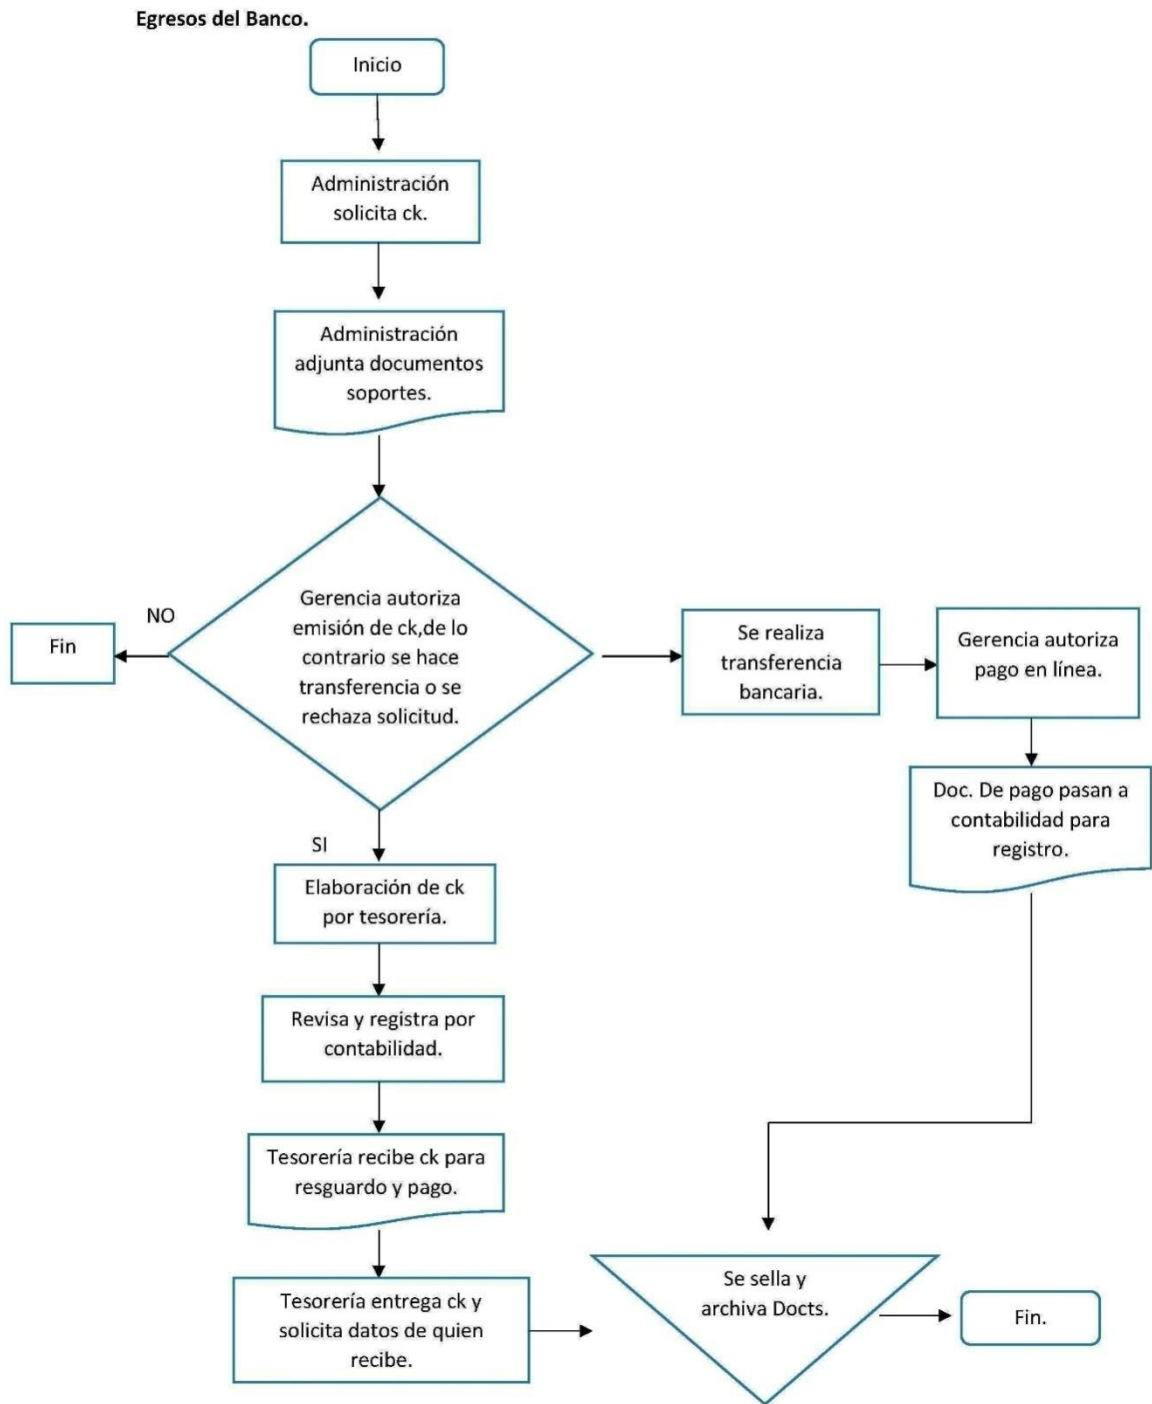 Egresos del Banco.
Inicio
Administración
solicita ck.
Administración
adjunta documentos
soportes.
NO
Fin
Gerencia autoriza
emisión de ck,de lo
contrario se hace
transferencia o se
rechaza solicitud.
Se realiza
transferencia
bancaria.
Gerencia autoriza
pago en línea.
Doc. De pago pasan a
contabilidad para
registro.
SI
Elaboración de ck
por tesorería.
Revisa y registra por
contabilidad.
Tesorería recibe ck para
resguardo y pago.
Tesorería entrega ck y
solicita datos de quien
recibe.
Se sella y
archiva Docts.
Fin.